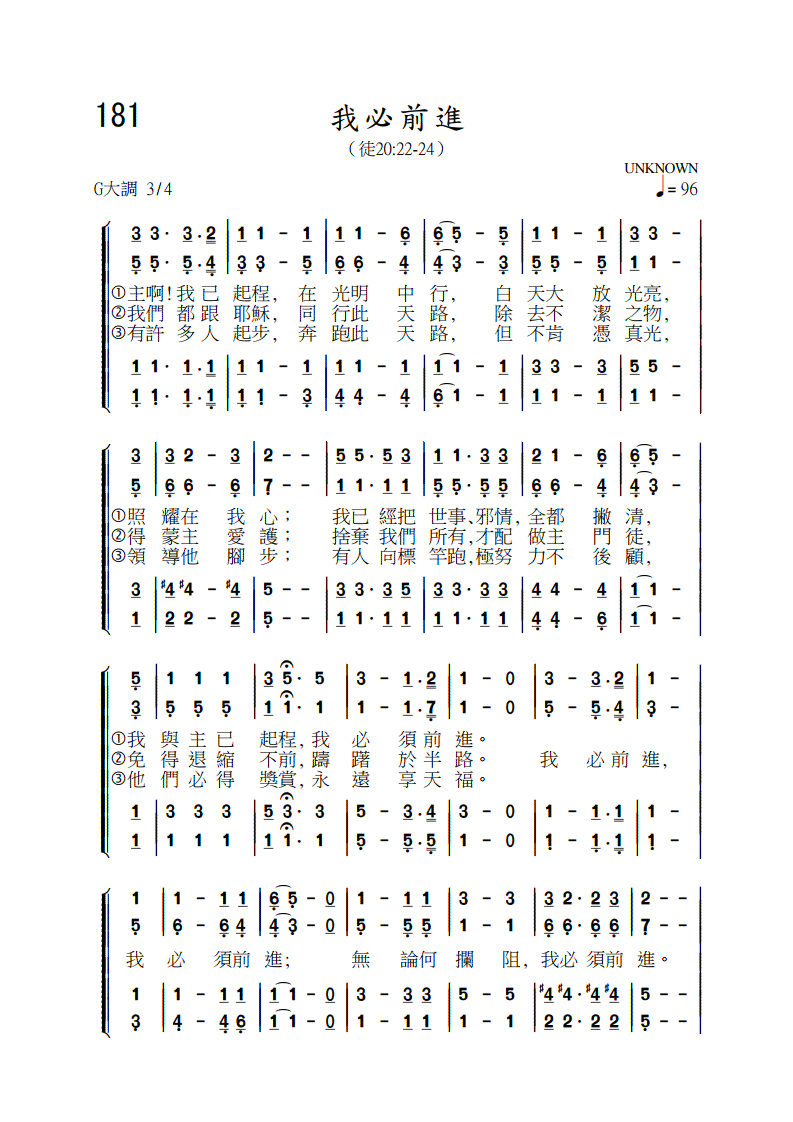 181
我必前進
（徒20:22-24）
UNKNOWN
G大調 3/4
♩= 96
3 3· 3.2 | 1 1 - 1 | 1 1 - 6 | 6 5 - 5 | 1 1 - 1 | 3 3 -
5 5· 5.4 | 3 3 - 5 | 6 6 - 4 | 4 3 - 3 | 5 5 - 5 | 1 1 -
①主啊!我已 起程, 在 光明 中 行, 白 天大 放 光亮,
②我們 都跟 耶穌, 同 行此 天 路, 除 去不 潔 之物,
③有許 多人 起步, 奔 跑此 天 路, 但 不肯 憑 真光,
1 1· 1.1 | 1 1 - 1 | 1 1 - 1 | 1 1 - 1 | 3 3 - 3 | 5 5 -
1 1· 1.1 | 1 1 - 3 | 4 4 - 4 | 6 1 - 1 | 1 1 - 1 | 1 1 -
3 | 3 2 - 3 | 2 - - | 5 5·5 3 | 1 1·3 3 | 2 1 - 6 | 6 5 -
5 | 6 6 - 6 | 7 - - | 1 1·1 1 | 5 5·5 5 | 6 6 - 4 | 4 3 -
①照 耀在 我 心； 我已 經把 世事、邪情, 全都 撇 清,
②得 蒙主 愛 護； 捨棄 我們 所有,才配 做主 門 徒,
③領 導他 腳 步； 有人 向標 竿跑,極努 力不 後 顧,
3 | #4 #4 - #4 | 5 - - | 3 3·3 5 | 3 3·3 3 | 4 4 - 4 | 1 1 -
1 | 2 2 - 2 | 5 - - | 1 1·1 1 | 1 1·1 1 | 4 4 - 6 | 1 1 -
5 | 1 1 1 | 3 5· 5 | 3 - 1.2 | 1 - 0 | 3 - 3.2 | 1 -
3 | 5 5 5 | 1 1· 1 | 1 - 1.7 | 1 - 0 | 5 - 5.4 | 3 -
①我 與 主 已 起程, 我 必 須 前 進。
②免 得 退 縮 不前, 躊 躇 於 半 路。 我 必 前 進,
③他 們 必 得 獎賞, 永 遠 享 天 福。
1 | 3 3 3 | 5 3· 3 | 5 - 3.4 | 3 - 0 | 1 - 1.1 | 1 -
1 | 1 1 1 | 1 1· 1 | 5 - 5.5 | 1 - 0 | 1 - 1.1 | 1 -
1 | 1 - 1 1 | 6 5 - 0 | 1 - 1 1 | 3 - 3 | 3 2·2 3 | 2 - -
5 | 6 - 6 4 | 4 3 - 0 | 5 - 5 5 | 1 - 1 | 6 6·6 6 | 7 - -
我 必 須前 進； 無 論何 攔 阻, 我必 須前 進。
1 | 1 - 1 1 | 1 1 - 0 | 3 - 3 3 | 5 - 5 | #4 #4·#4 #4 | 5 - -
3 | 4 - 4 6 | 1 1 - 0 | 1 - 1 1 | 1 - 1 | 2 2·2 2 | 5 - -